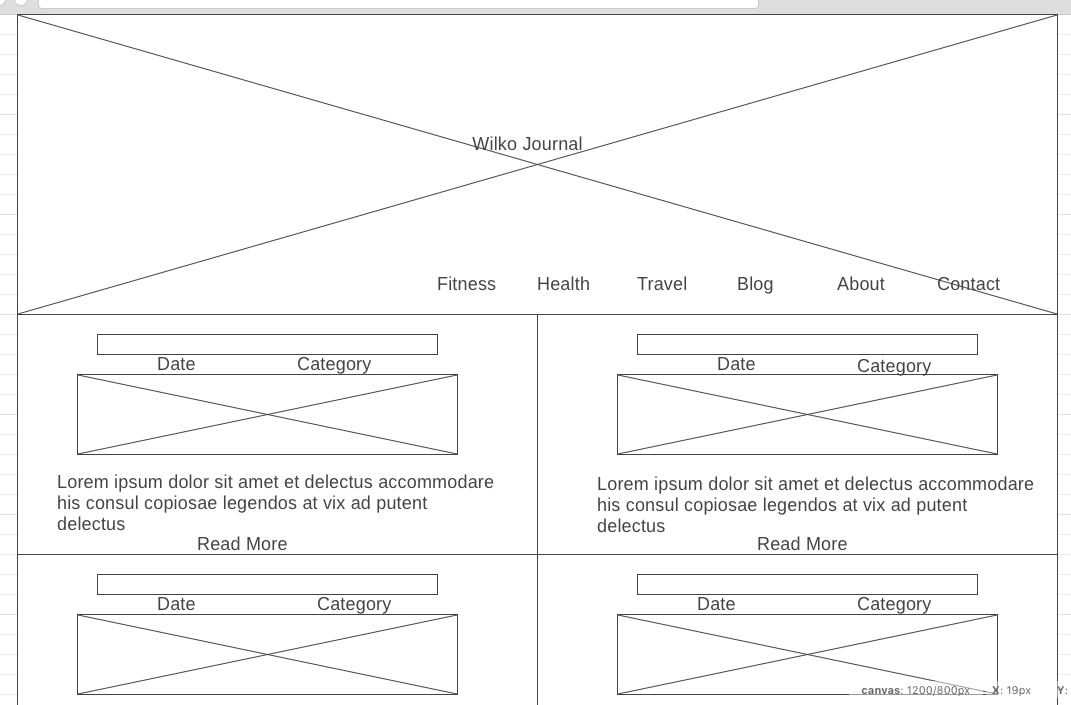 Wilko Journal
Fitness Health Travel Blog About Contact
Date Category
Lorem ipsum dolor sit amet et delectus accommodare
his consul copiosae legendos at vix ad putent
delectus
Read More
Date Category
Lorem ipsum dolor sit amet et delectus accommodare
his consul copiosae legendos at vix ad putent
delectus
Read More
Date Category
Date Category
canvas: 1200/800px X: 19px Y: